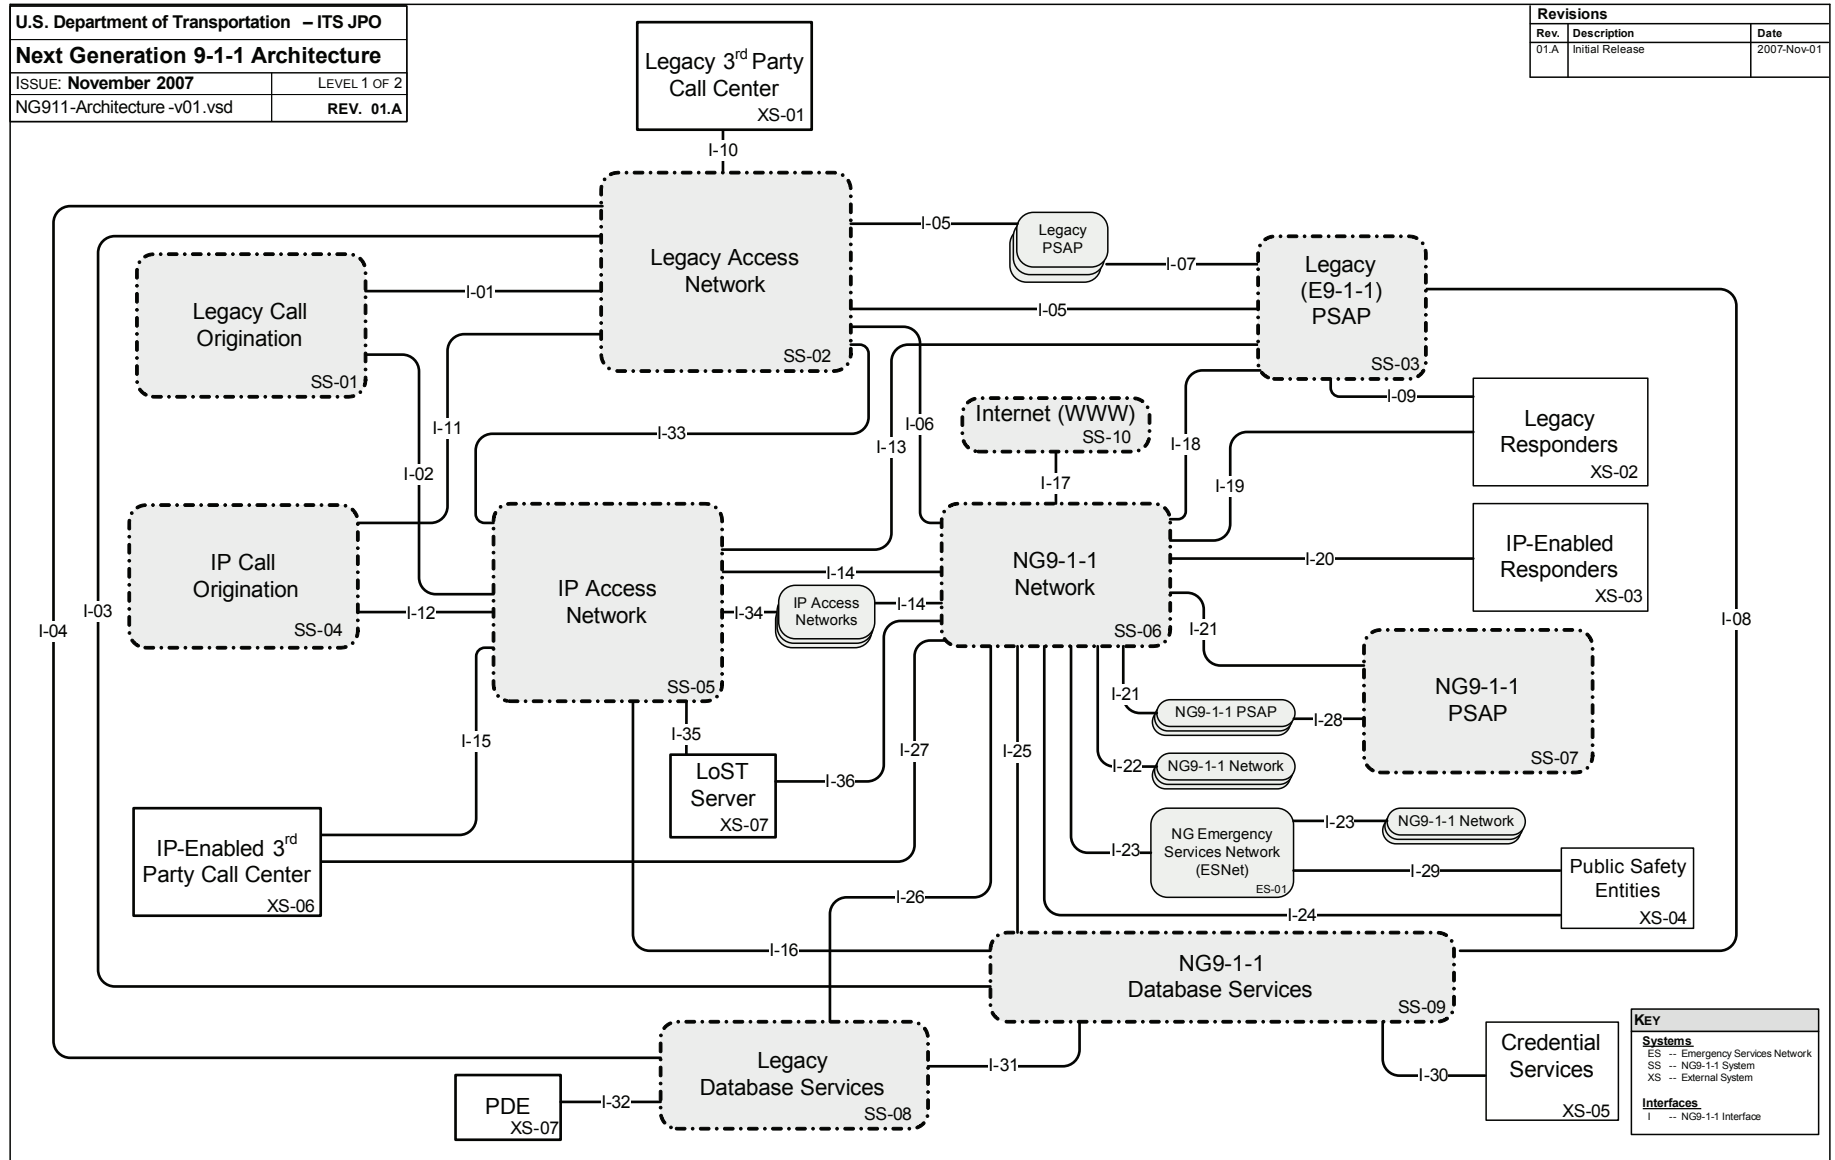 U.S. Department of Transportation – ITS JPO
Next Generation 9-1-1 Architecture
ISSUE: November 2007
LEVEL 1 OF 2
NG911-Architecture -v01.vsd
REV. 01.A
Revisions
Rev. Description Date
01.A Initial Release 2007-Nov-01
Legacy 3rd Party
Call Center
XS-01
I-10
Legacy Access
Network
SS-02
I-05
Legacy
PSAP
I-07
Legacy
(E9-1-1)
PSAP
SS-03
I-05
Legacy Call
Origination
SS-01
I-01
I-11
I-02
I-33
I-06
I-13
Internet (WWW)
SS-10
I-17
I-18
I-19
I-09
Legacy
Responders
XS-02
IP Call
Origination
SS-04
I-12
IP Access
Network
SS-05
I-14
I-34
IP Access
Networks
I-14
NG9-1-1
Network
SS-06
I-20
IP-Enabled
Responders
XS-03
I-03
I-04
I-08
I-21
NG9-1-1
PSAP
SS-07
I-21
NG9-1-1 PSAP
I-28
I-15
I-35
LoST
Server
XS-07
I-36
I-27
I-25
I-22
NG9-1-1 Network
IP-Enabled 3rd
Party Call Center
XS-06
I-23
NG Emergency
Services Network
(ESNet)
ES-01
I-23
NG9-1-1 Network
I-29
Public Safety
Entities
XS-04
I-26
I-24
I-16
NG9-1-1
Database Services
SS-09
Legacy
Database Services
SS-08
I-31
I-30
Credential
Services
XS-05
PDE
XS-07
I-32
KEY
Systems
ES -- Emergency Services Network
SS -- NG9-1-1 System
XS -- External System
Interfaces
I -- NG9-1-1 Interface